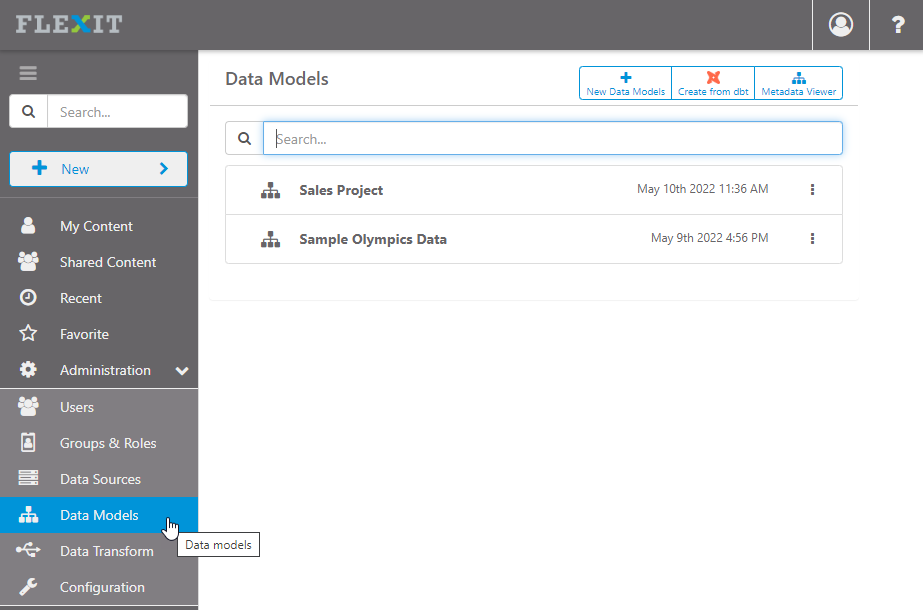 FLEXIT
?
Search...
New
My Content
Shared Content
Recent
Favorite
Administration
Users
Groups & Roles
Data Sources
Data Models
Data models
Data Transform
Configuration
Data Models
New Data Models
Create from dbt
Metadata Viewer
Search...
Sales Project
May 10th 2022 11:36 AM
Sample Olympics Data
May 9th 2022 4:56 PM